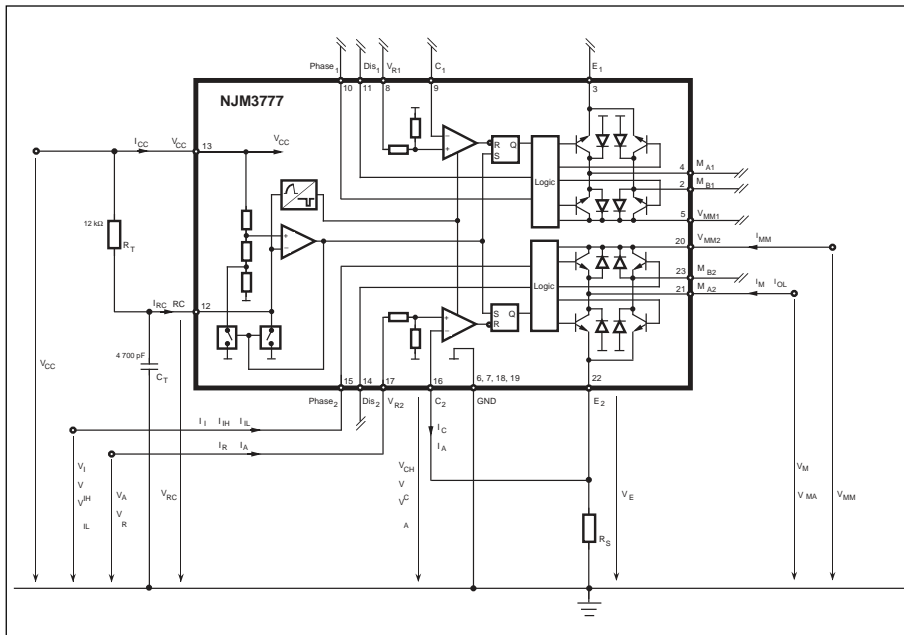 Phase1 Dis1 VR1 C1 E1
10 11 8 9 3
NJM3777
ICC VCC 13 VCC
R Q
S
Logic
4 MA1
2 MB1
5 VMM1
12 kΩ
RT
20 VMM2 IMM
23 MB2
21 MA2 IM IOL
+
−
Logic
IRC RC 12
S Q
R
4 700 pF
CT
VCC
15 14 17 16 6, 7, 18, 19 22
Phase2 Dis2 VR2 C2 GND E2
II IIH IIL
IR IA
IC
IA
VI
V IH
V IL
VA
V R
VRC
VCH
V C
V A
VE
RS
VM
VMA
VMM